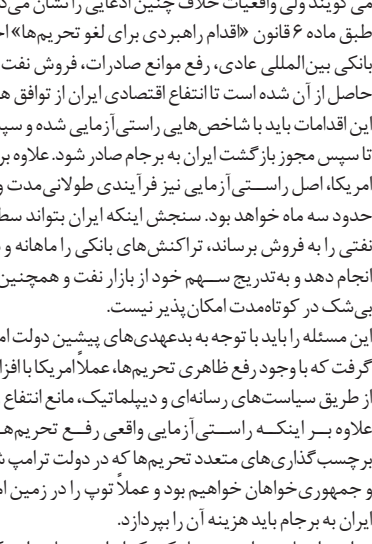 می گویند ولی واقعیات خلاف چنین ادعایی را نشان می‌د
طبق ماده ۶ قانون «اقدام راهبردی برای لغو تحریم‌ها» اج
بانکی بین‌المللی عادی، رفع موانع صادرات، فروش نفت
حاصل از آن شده است تا انتفاع اقتصادی ایران از توافق ه
این اقدامات باید با شاخص‌هایی راستی‌آزمایی شده و سپ
تا سپس مجوز بازگشت ایران به برجام صادر شود. علاوه بر
امریکا، اصل راستی‌آزمایی نیز فرآیندی طولانی‌مدت و
حدود سه ماه خواهد بود. سنجش اینکه ایران بتواند سط
نفتی را به فروش برساند، تراکنش‌های بانکی را ماهانه و
انجام دهد و به‌تدریج سهم خود از بازار نفت و همچنین
بی‌شک در کوتاه‌مدت امکان‌پذیر نیست.
این مسئله را باید با توجه به بدعهدی‌های پیشین دولت ام
گرفت که با وجود رفع ظاهری تحریم‌ها، عملاً امریکا با افزا
از طریق سیاست‌های رسانه‌ای و دیپلماتیک، مانع انتفاع
علاوه بر اینکه راستی‌آزمایی واقعی رفع تحریم‌ه
برچسب‌گذاری‌های متعدد تحریم‌ها که در دولت ترامپ ش
و جمهوری‌خواهان خواهیم بود و عملاً توپ را در زمین ام
ایران به برجام باید هزینه آن را بپردازد.